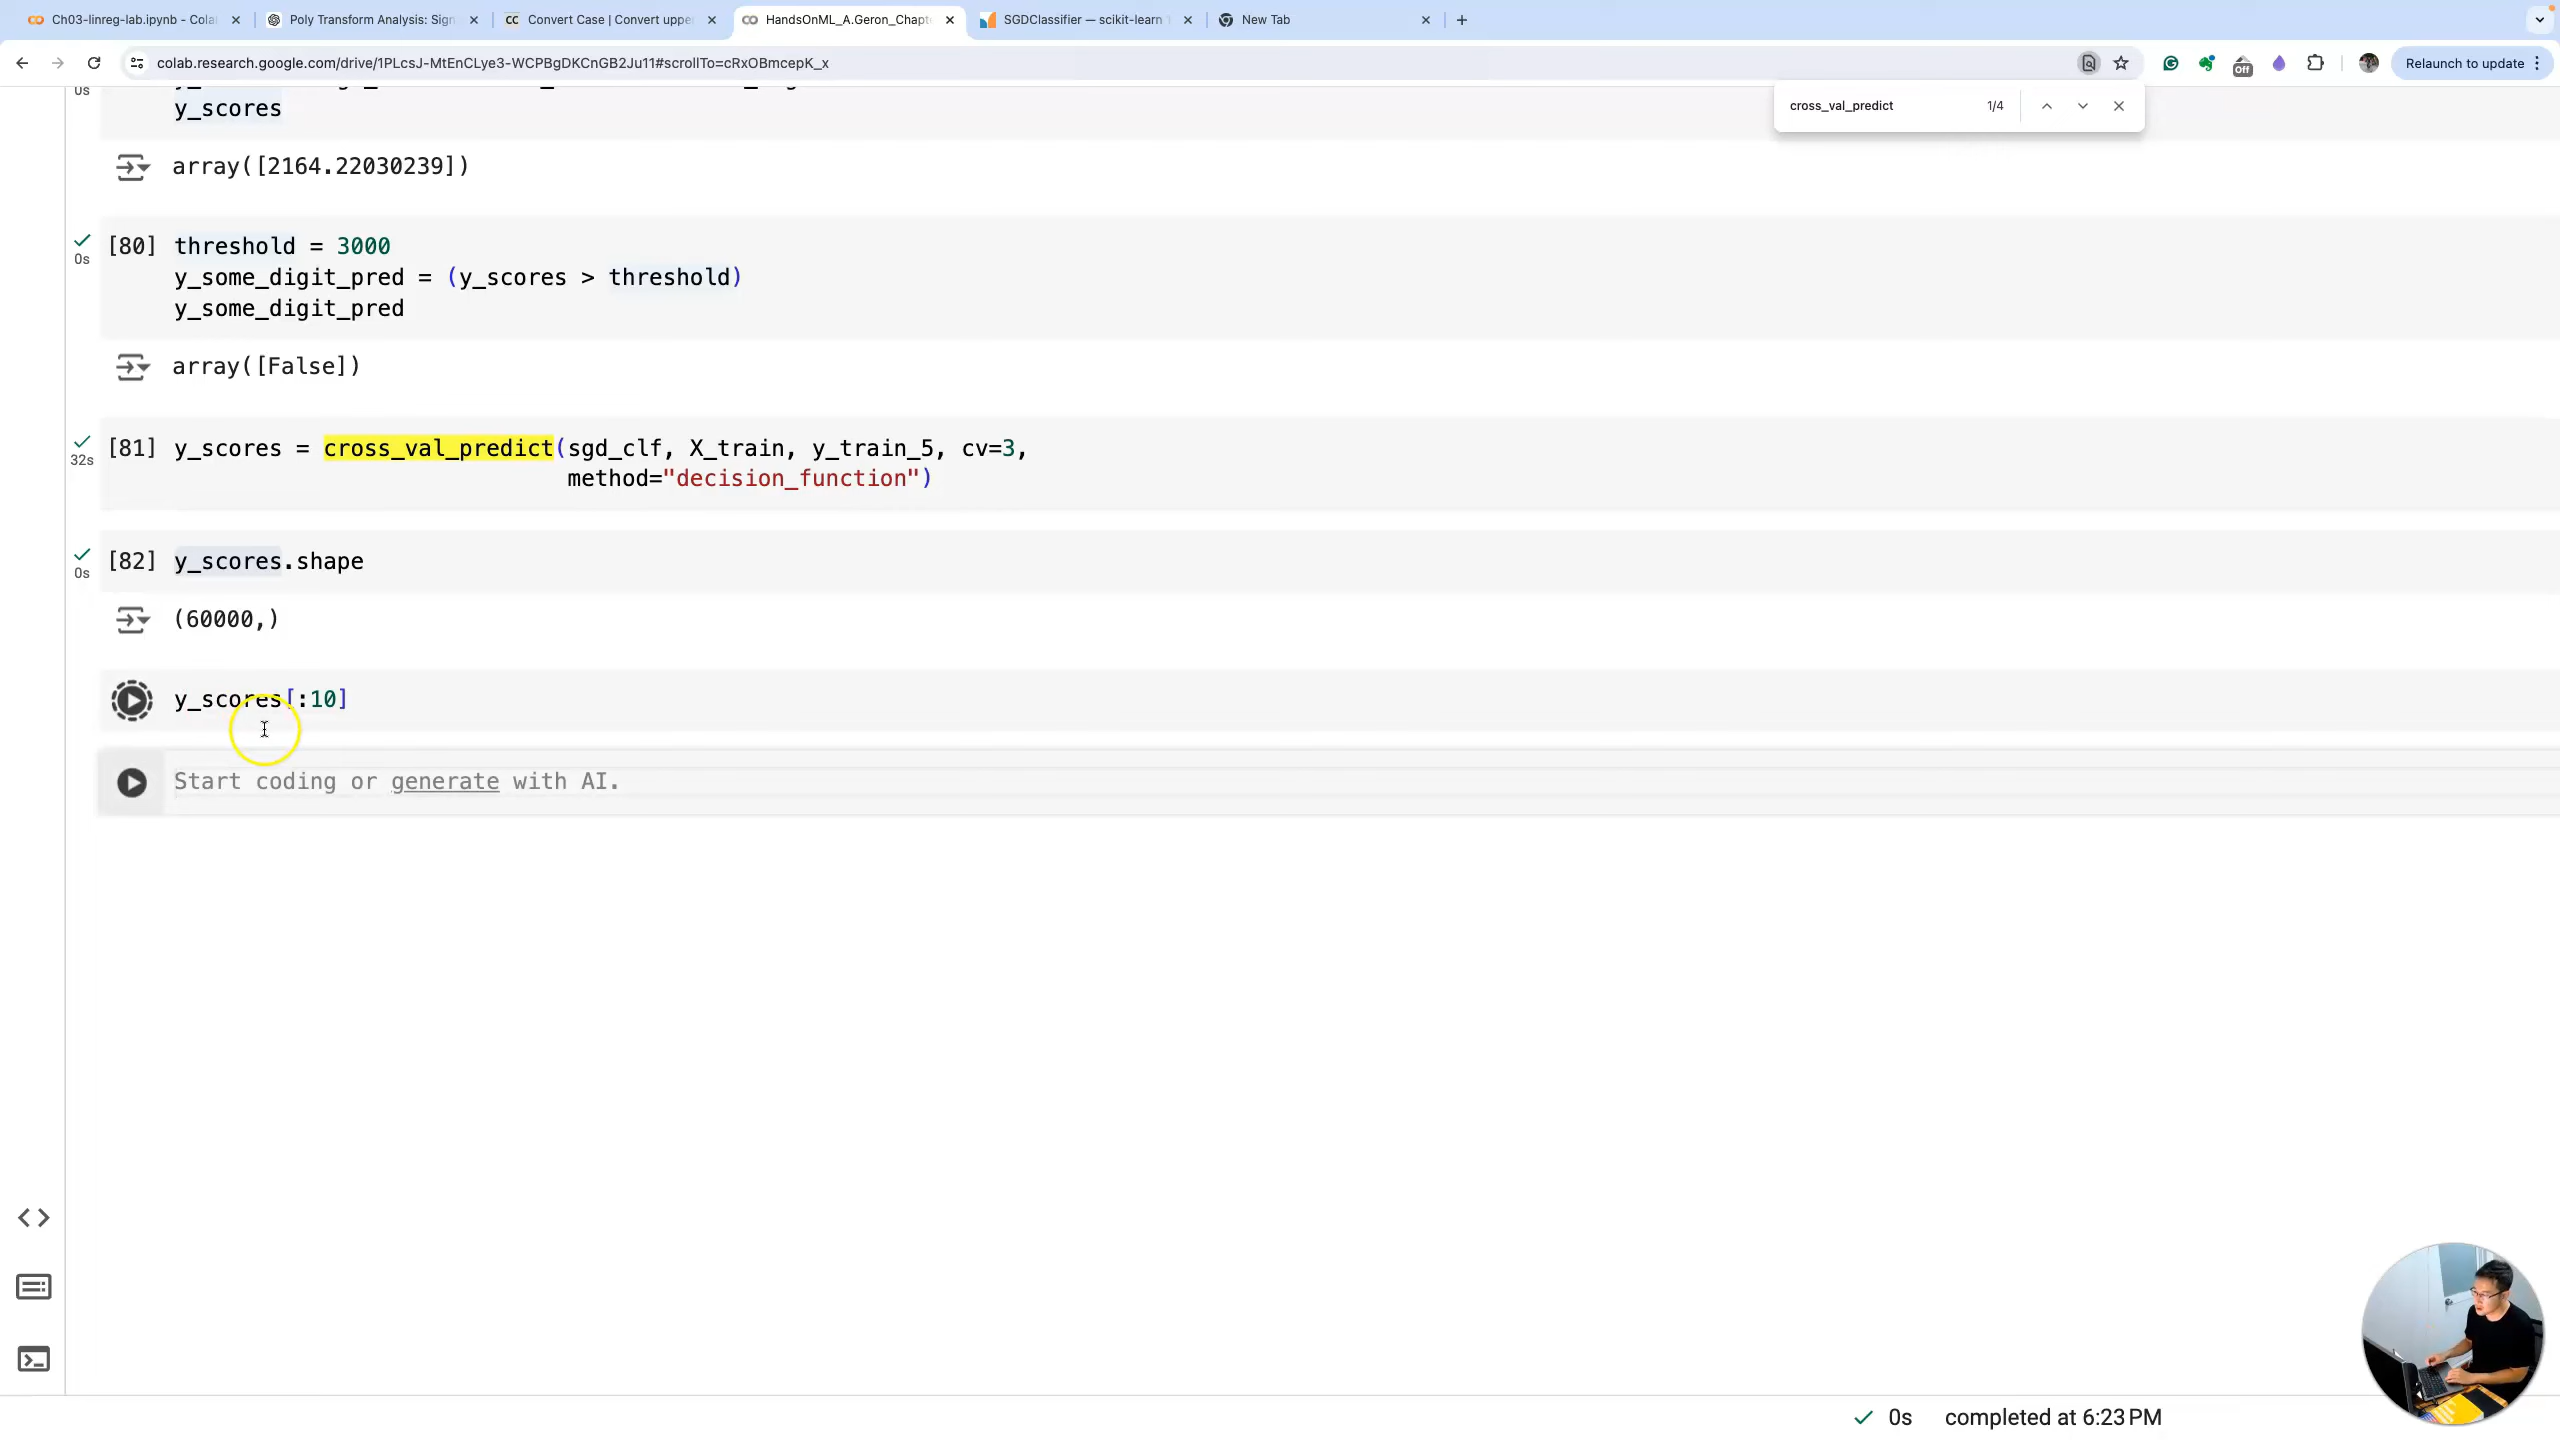 Ch03-linreg-lab.ipynb - Cola
Poly Transform Analysis: Sign
CC Convert Case | Convert uppe
HandsOnML_A.Geron_Chapt
SGDClassifier — scikit-learn
New Tab
colab.research.google.com/drive/1PLcsJ-MtEnCLye3-WCPBgDKCnGB2Ju11#scrollTo=cRxOBmcepK_x
Off
Relaunch to update
cross_val_predict 1/4
0s
y_scores
array([2164.22030239])
[80] threshold = 3000
0s
y_some_digit_pred = (y_scores > threshold)
y_some_digit_pred
array([False])
[81] y_scores = cross_val_predict(sgd_clf, X_train, y_train_5, cv=3,
32s
method="decision_function")
[82] y_scores.shape
0s
(60000,)
y_scores[:10]
Start coding or generate with AI.
0s completed at 6:23 PM